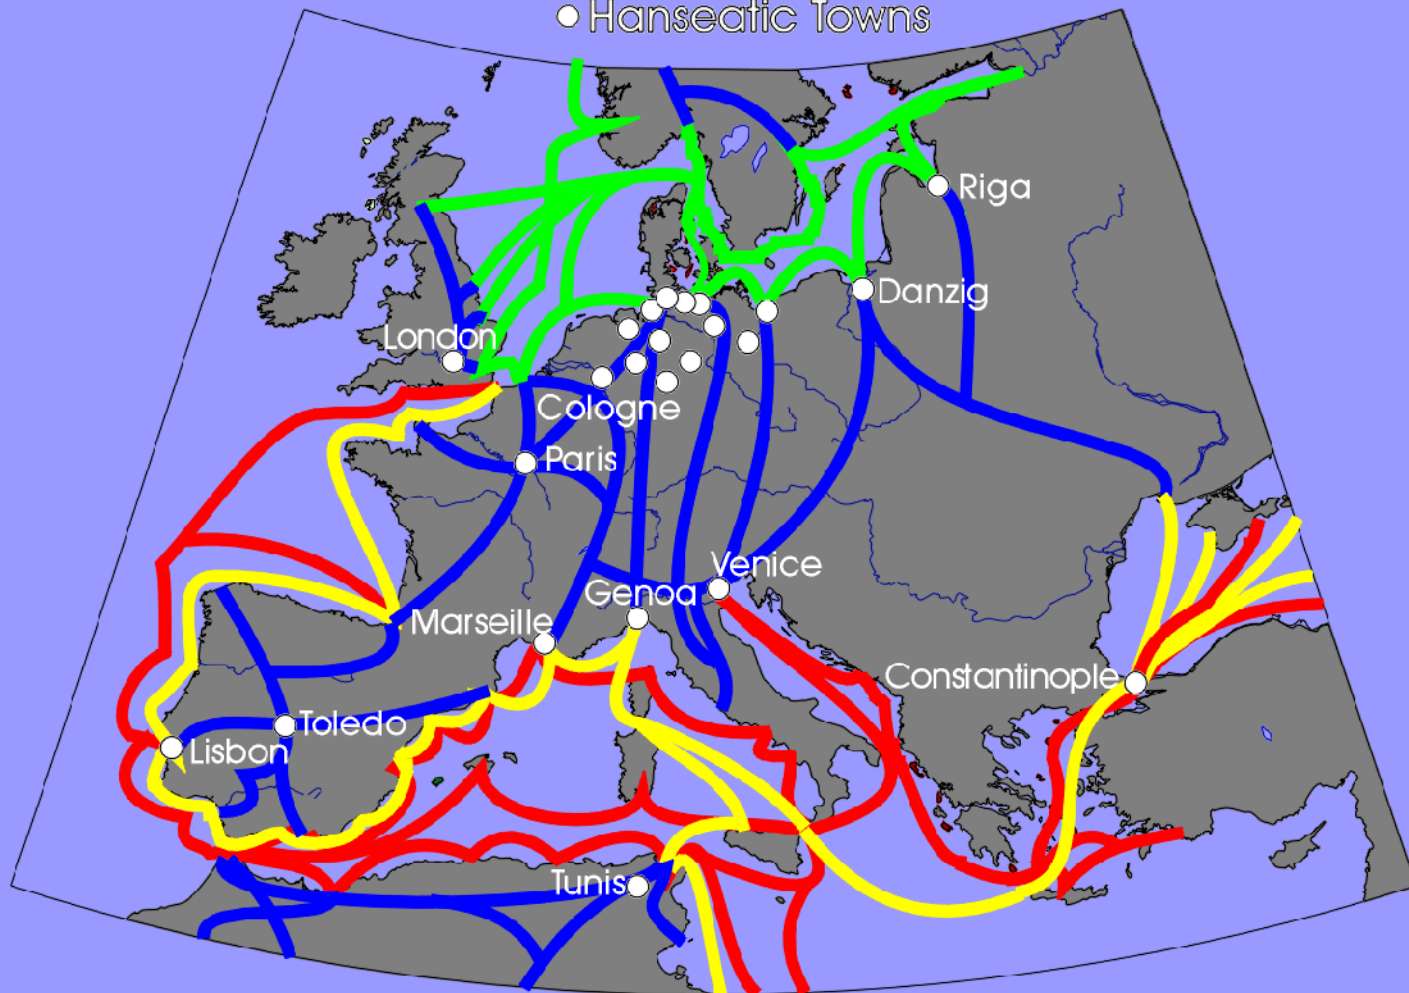 Hanseatic Towns
Riga
Danzig
London
Cologne
Paris
Venice
Genoa
Marseille
Constantinople
Toledo
Lisbon
Tunis